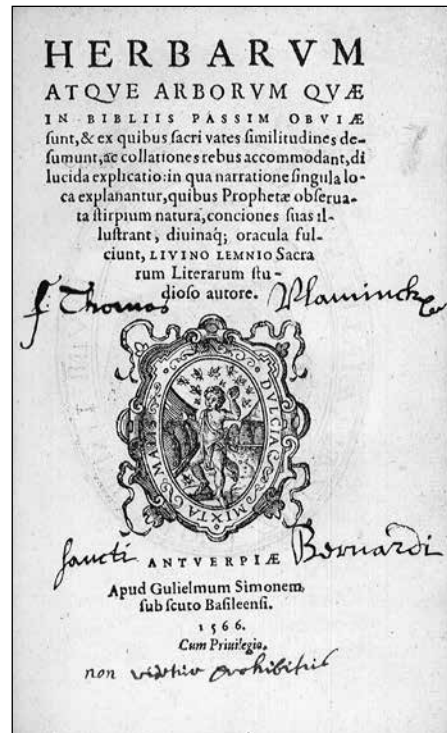 HERBARVM
ATQVE ARBORVM QVÆ
IN BIBLIIS PASSIM OBVIÆ
ſunt,& ex quibus ſacri vates ſimilitudines de-
ſumunt,ac collationes rebus accommodant,di
lucida explicatio:in qua narratione ſingula lo-
ca explanantur,quibus Prophetæ obſerua-
ta ſtirpium natura,conciones ſuas il-
luſtrant, diuinaq; oracula ful-
ciunt, LIVINO LEMNIO Sacra
rum Literarum ſtu-
dioſo autore.
f Thomas Vlaminck
MIXTA MALIS DVLCIA
ſancti Bernardi
ANTVERPIÆ
Apud Gulielmum Simonem,
ſub ſcuto Baſileenſi.
1566.
Cum Priuilegio.
non videtur prohibitus